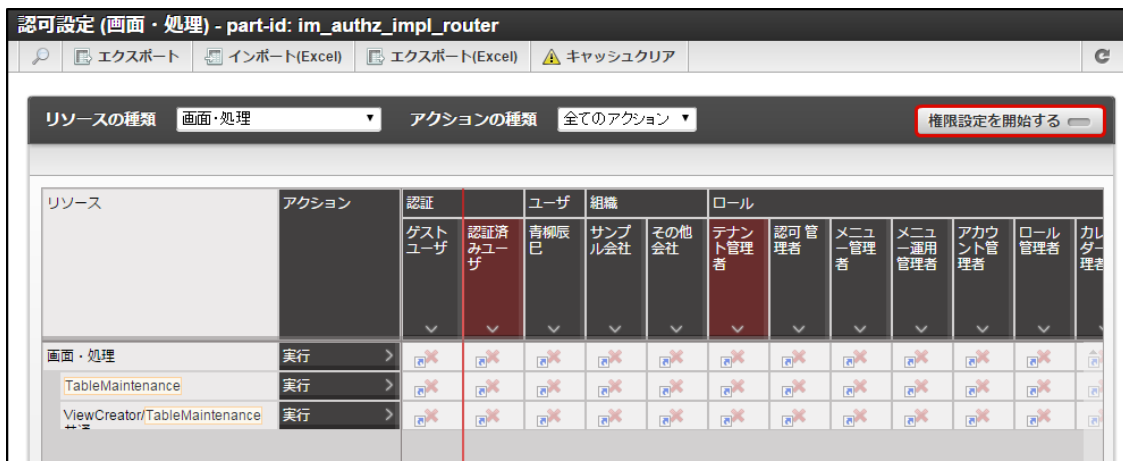 認可設定 (画面・処理) - part-id: im_authz_impl_router
エクスポート インポート(Excel) エクスポート(Excel) キャッシュクリア
リソースの種類 画面・処理 アクションの種類 全てのアクション 権限設定を開始する
リソース アクション 認証 ユーザ 組織 ロール
ゲスト
ユーザ
認証済
みユー
ザ
青柳辰
巳
サンプ
ル会社
その他
会社
テナン
ト管理
者
認可 管
理者
メニュ
ー管理
者
メニュ
ー運用
管理者
アカウ
ント管
理者
ロール
管理者
カレ
ダー
理者
画面・処理 実行
TableMaintenance 実行
ViewCreator/TableMaintenance 実行